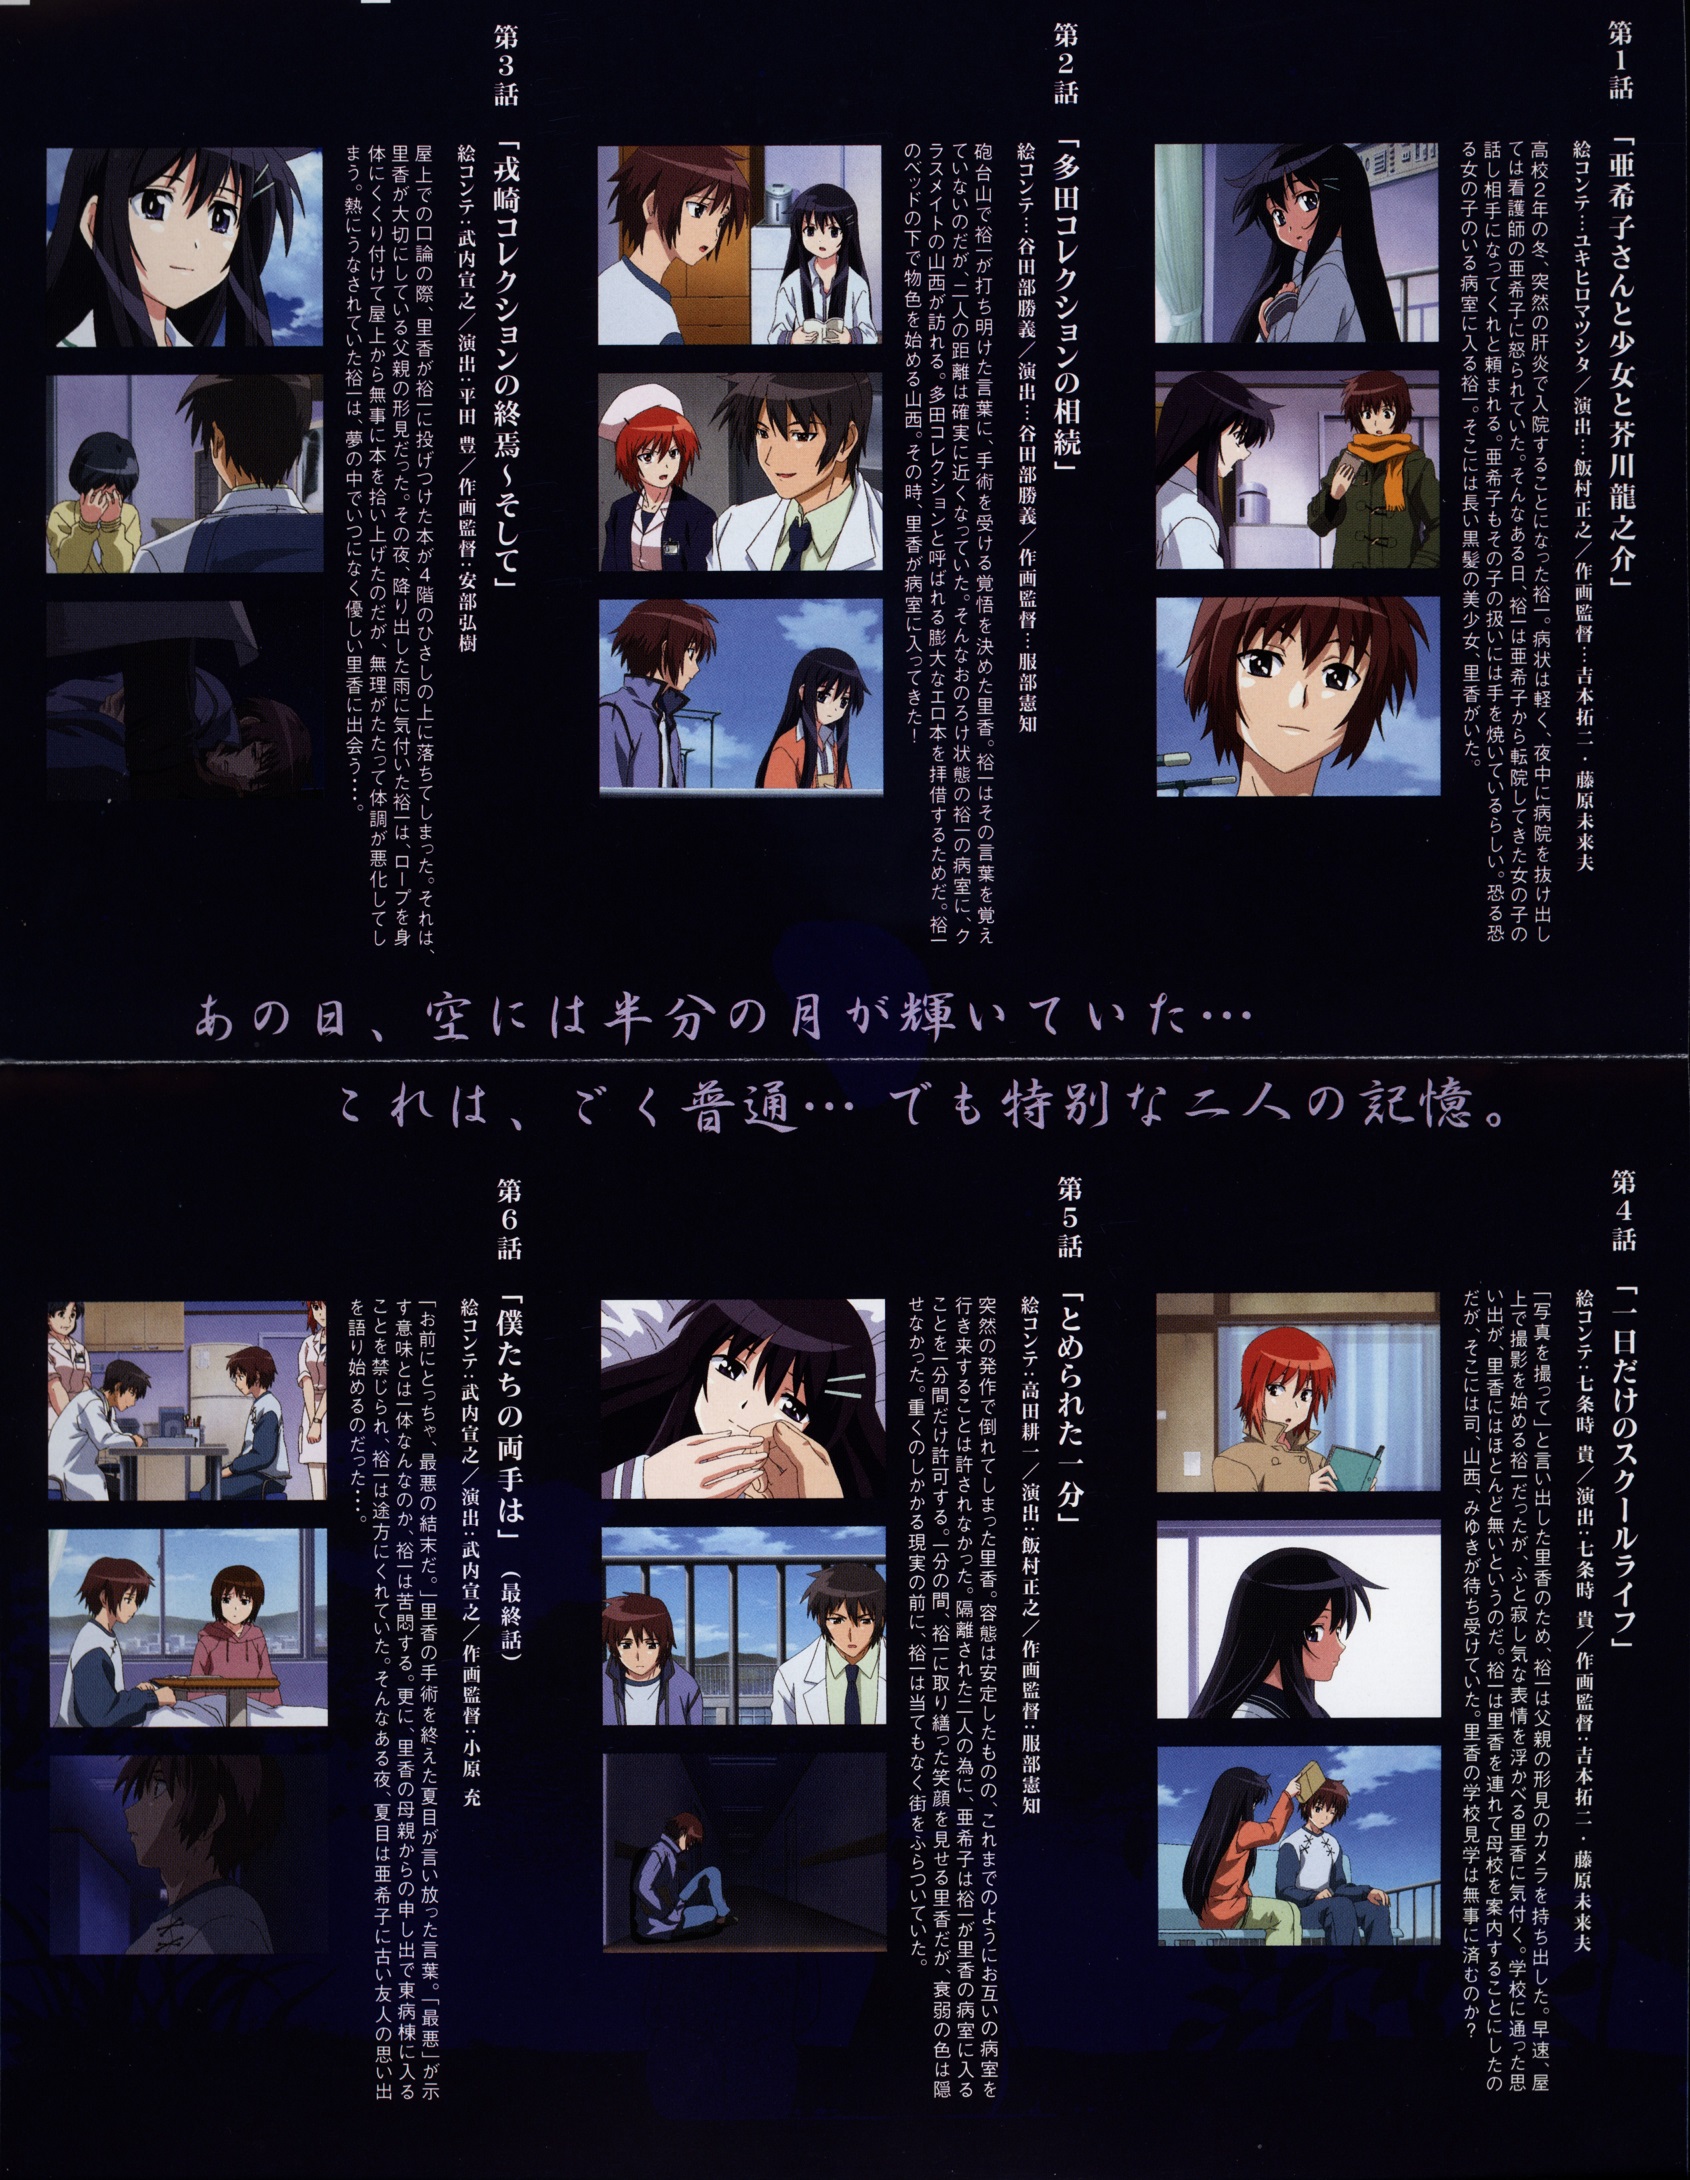 第1話 「亜希子さんと少女と芥川龍之介」
絵コンテ…ユキヒロマツシタ／演出…飯村正之／作画監督…吉本拓二・藤原未来夫
高校２年の冬、突然の肝炎で入院することになった裕一。病状は軽く、夜中に病院を抜け出し
ては看護師の亜希子に怒られていた。そんなある日、裕一は亜希子から転院してきた女の子の
話し相手になってくれと頼まれる。亜希子もその子の扱いには手を焼いているらしい。恐る恐
る女の子のいる病室に入る裕一。そこには長い黒髪の美少女、里香がいた。
第2話 「多田コレクションの相続」
絵コンテ…谷田部勝義／演出…谷田部勝義／作画監督…服部憲知
砲台山で裕一が打ち明けた言葉に、手術を受ける覚悟を決めた里香。裕一はその言葉を覚え
ていないのだが、二人の距離は確実に近くなっていた。そんなおのろけ状態の裕一の病室に、ク
ラスメイトの山西が訪れる。多田コレクションと呼ばれる膨大なエロ本を拝借するためだ。裕一
のベッドの下で物色を始める山西。その時、里香が病室に入ってきた！
第3話 「戎崎コレクションの終焉～そして」
絵コンテ：武内宣之／演出：平田 豊／作画監督：安部弘樹
屋上での口論の際、里香が裕一に投げつけた本が４階のひさしの上に落ちてしまった。それは、
里香が大切にしている父親の形見だった。その夜、降り出した雨に気付いた裕一は、ロープを身
体にくくり付けて屋上から無事に本を拾い上げたのだが、無理がたたって体調が悪化してし
まう。熱にうなされていた裕一は、夢の中でいつになく優しい里香に出会う・・・。
あの日、空には半分の月が輝いていた…
これは、ごく普通… でも特別な二人の記憶。
第4話 「一日だけのスクールライフ」
絵コンテ：七条時 貴／演出：七条時 貴／作画監督：吉本拓二・藤原未来夫
「写真を撮って」と言い出した里香のため、裕一は父親の形見のカメラを持ち出した。早速、屋
上で撮影を始める裕一だったが、ふと寂し気な表情を浮かべる里香に気付く。学校に通った思
い出が、里香にはほとんど無いというのだ。裕一は里香を連れて母校を案内することにしたの
だが、そこには司、山西、みゆきが待ち受けていた。里香の学校見学は無事に済むのか？
第5話 「とめられた一分」
絵コンテ：高田耕一／演出：飯村正之／作画監督：服部憲知
突然の発作で倒れてしまった里香。容態は安定したものの、これまでのようにお互いの病室を
行き来することは許されなかった。隔離された二人の為に、亜希子は裕一が里香の病室に入る
ことを一分間だけ許可する。一分の間、裕一に取り繕った笑顔を見せる里香だが、衰弱の色は隠
せなかった。重くのしかかる現実の前に、裕一は当てもなく街をふらついていた。
第6話 「僕たちの両手は」（最終話）
絵コンテ：武内宣之／演出：武内宣之／作画監督：小原 充
「お前にとっちゃ、最悪の結末だ。」里香の手術を終えた夏目が言い放った言葉。「最悪」が示
す意味とは一体なんなのか、裕一は苦悶する。更に、里香の母親からの申し出で東病棟に入る
ことを禁じられ、裕一は途方にくれていた。そんなある夜、夏目は亜希子に古い友人の思い出
を語り始めるのだった・・・。